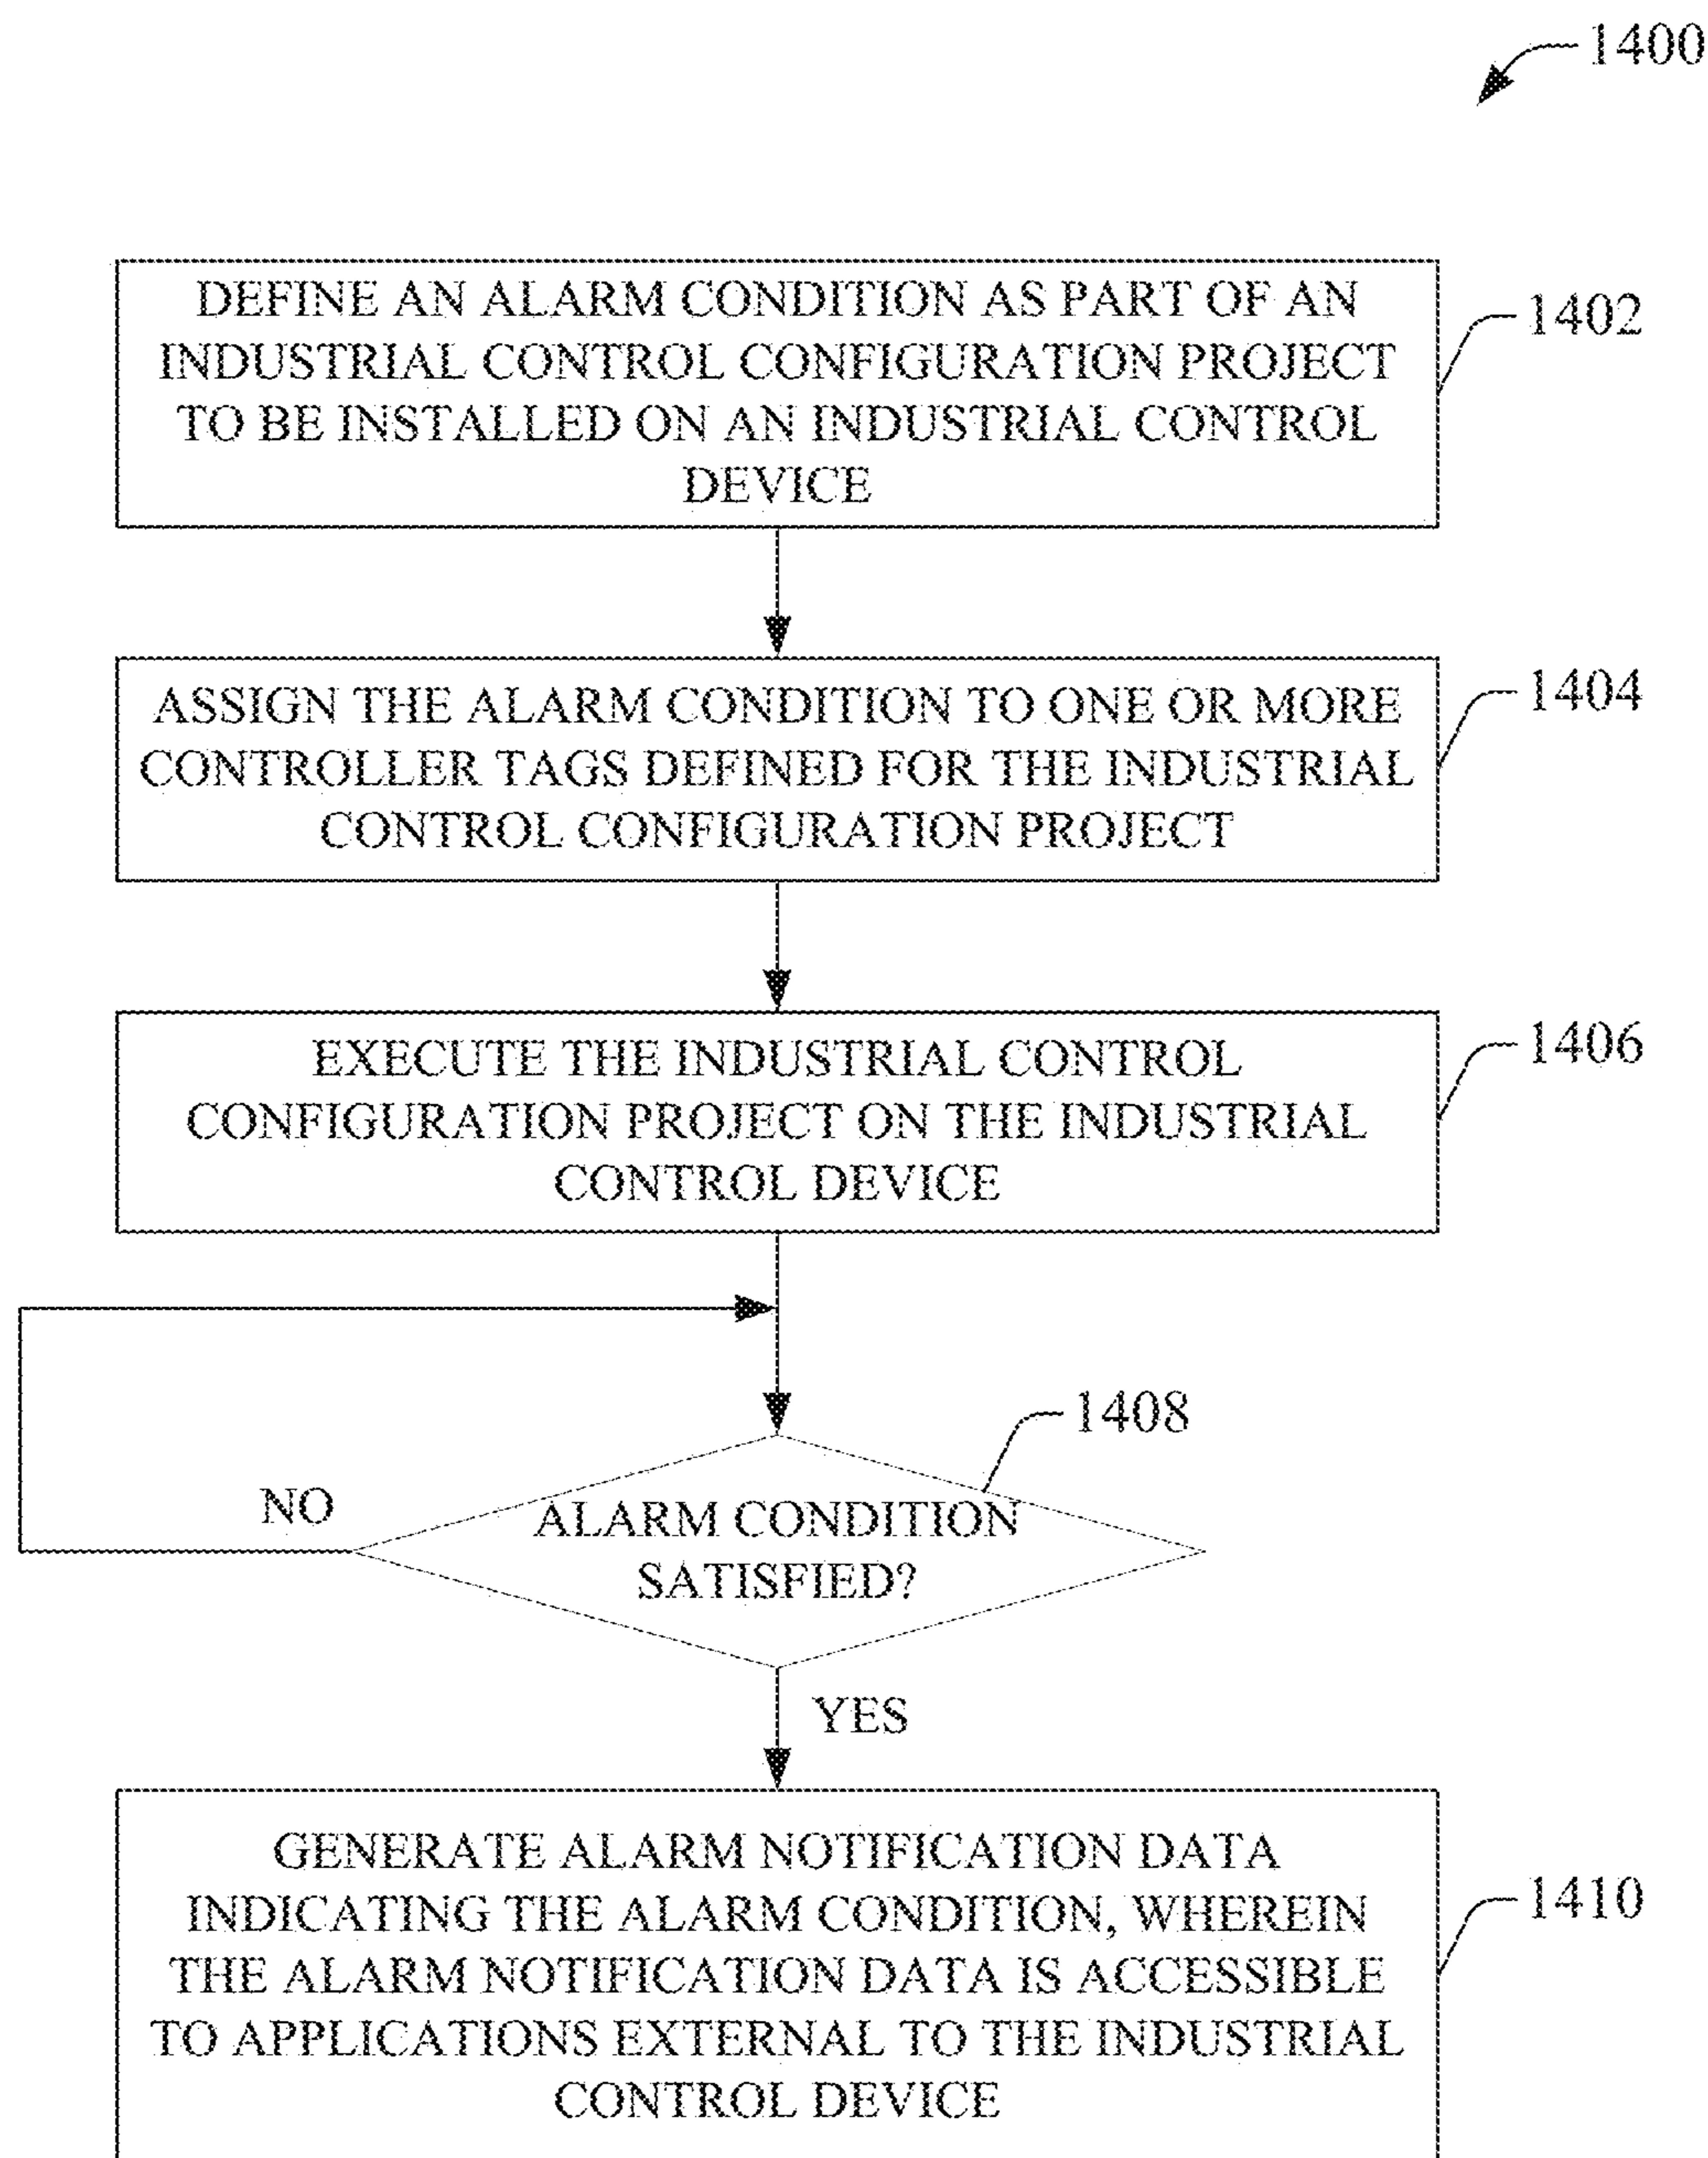 1400
DEFINE AN ALARM CONDITION AS PART OF AN
INDUSTRIAL CONTROL CONFIGURATION PROJECT
TO BE INSTALLED ON AN INDUSTRIAL CONTROL
DEVICE
1402
ASSIGN THE ALARM CONDITION TO ONE OR MORE
CONTROLLER TAGS DEFINED FOR THE INDUSTRIAL
CONTROL CONFIGURATION PROJECT
1404
EXECUTE THE INDUSTRIAL CONTROL
CONFIGURATION PROJECT ON THE INDUSTRIAL
CONTROL DEVICE
1406
1408
NO
ALARM CONDITION
SATISFIED?
YES
GENERATE ALARM NOTIFICATION DATA
INDICATING THE ALARM CONDITION, WHEREIN
THE ALARM NOTIFICATION DATA IS ACCESSIBLE
TO APPLICATIONS EXTERNAL TO THE INDUSTRIAL
CONTROL DEVICE
1410